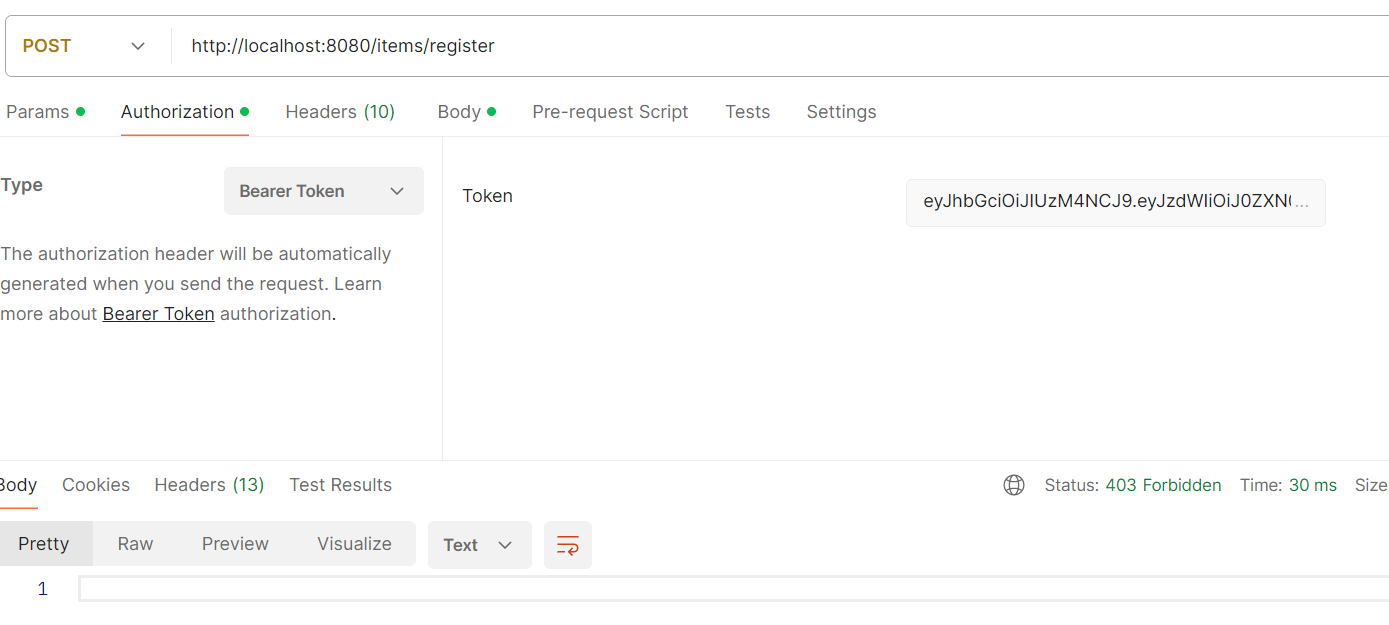 POST http://localhost:8080/items/register
Params Authorization Headers (10) Body Pre-request Script Tests Settings
Type Bearer Token
The authorization header will be automatically
generated when you send the request. Learn
more about Bearer Token authorization.
Token eyJhbGciOiJIUzM4NCJ9.eyJzdWIiOiJ0ZXN0...
Body Cookies Headers (13) Test Results Status: 403 Forbidden Time: 30 ms Size
Pretty Raw Preview Visualize Text
1